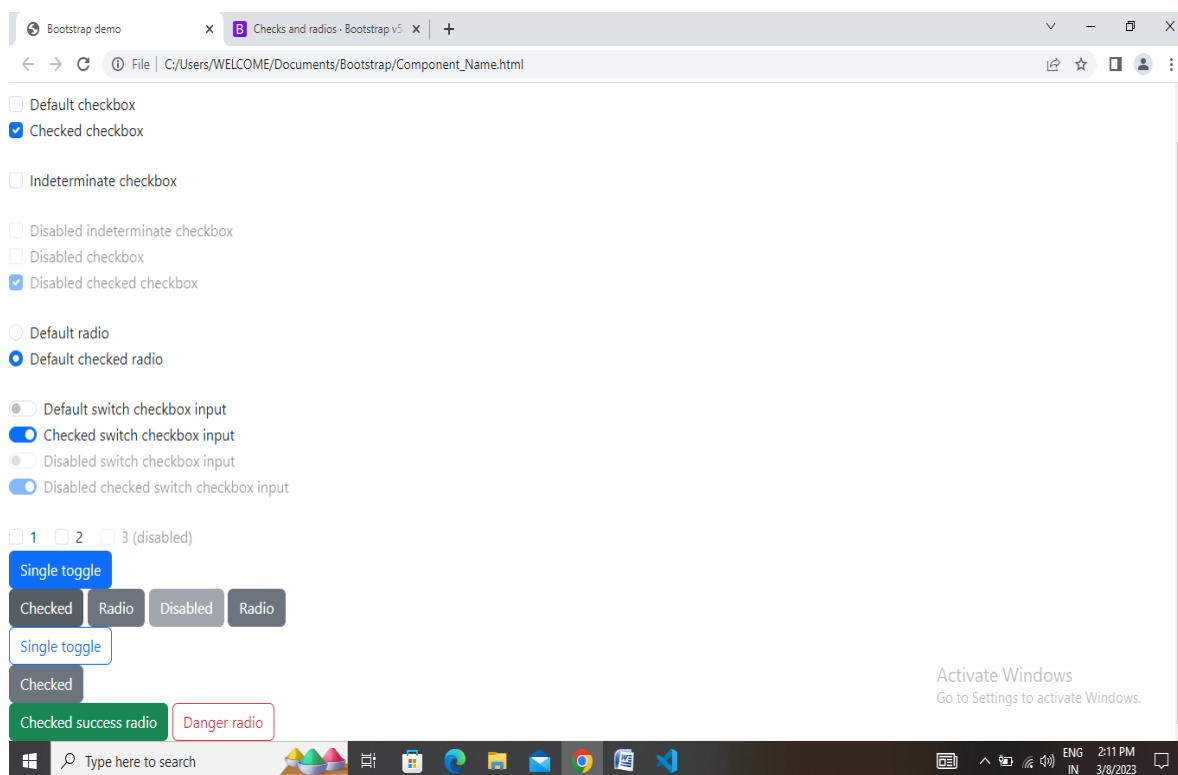 Bootstrap demo
B Checks and radios · Bootstrap v5
File | C:/Users/WELCOME/Documents/Bootstrap/Component_Name.html
Default checkbox
Checked checkbox
Indeterminate checkbox
Disabled indeterminate checkbox
Disabled checkbox
Disabled checked checkbox
Default radio
Default checked radio
Default switch checkbox input
Checked switch checkbox input
Disabled switch checkbox input
Disabled checked switch checkbox input
1 2 3 (disabled)
Single toggle
Checked Radio Disabled Radio
Single toggle
Checked
Checked success radio Danger radio
Activate Windows
Go to Settings to activate Windows.
Type here to search
ENG 2:11 PM
IN 3/8/2023